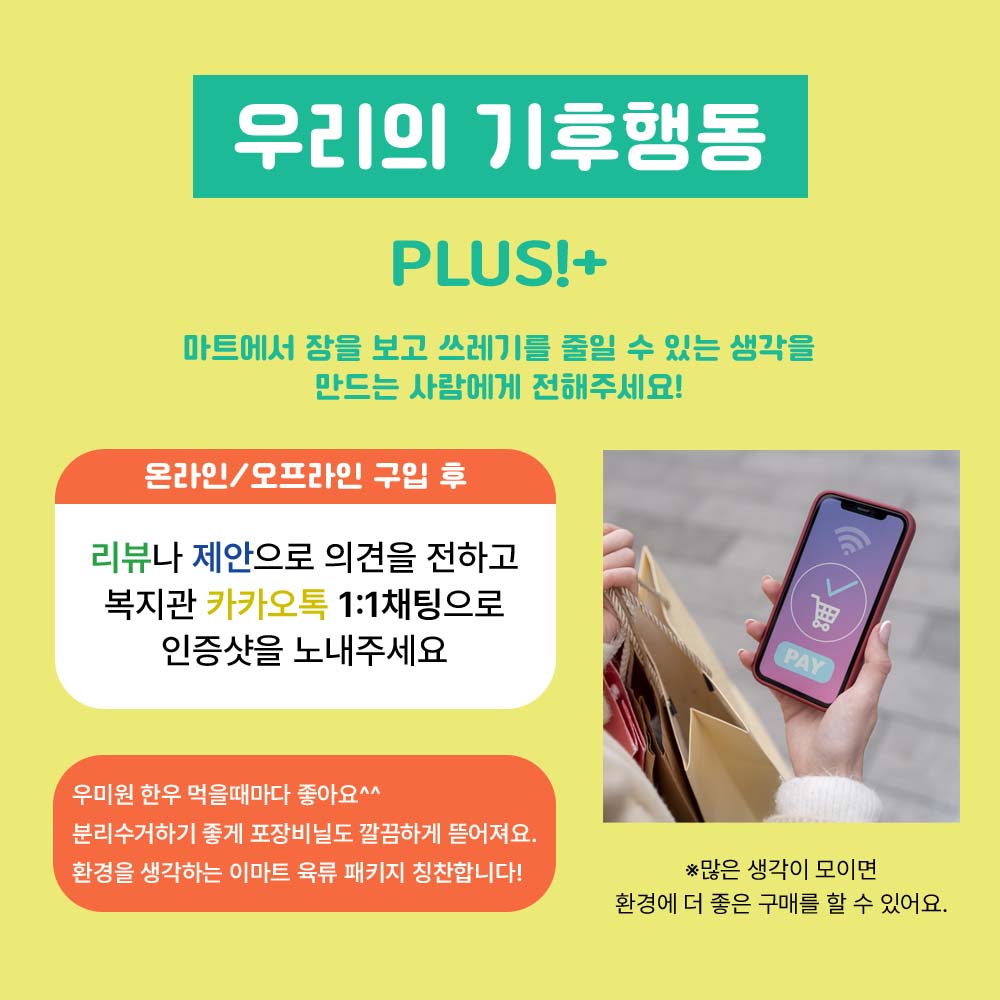 우리의 기후행동
PLUS!+
마트에서 장을 보고 쓰레기를 줄일 수 있는 생각을
만드는 사람에게 전해주세요!
온라인/오프라인 구입 후
리뷰나 제안으로 의견을 전하고
복지관 카카오톡 1:1채팅으로
인증샷을 노내주세요
PAY
우미원 한우 먹을때마다 좋아요^^
분리수거하기 좋게 포장비닐도 깔끔하게 뜯어져요.
환경을 생각하는 이마트 육류 패키지 칭찬합니다!
※많은 생각이 모이면
환경에 더 좋은 구매를 할 수 있어요.